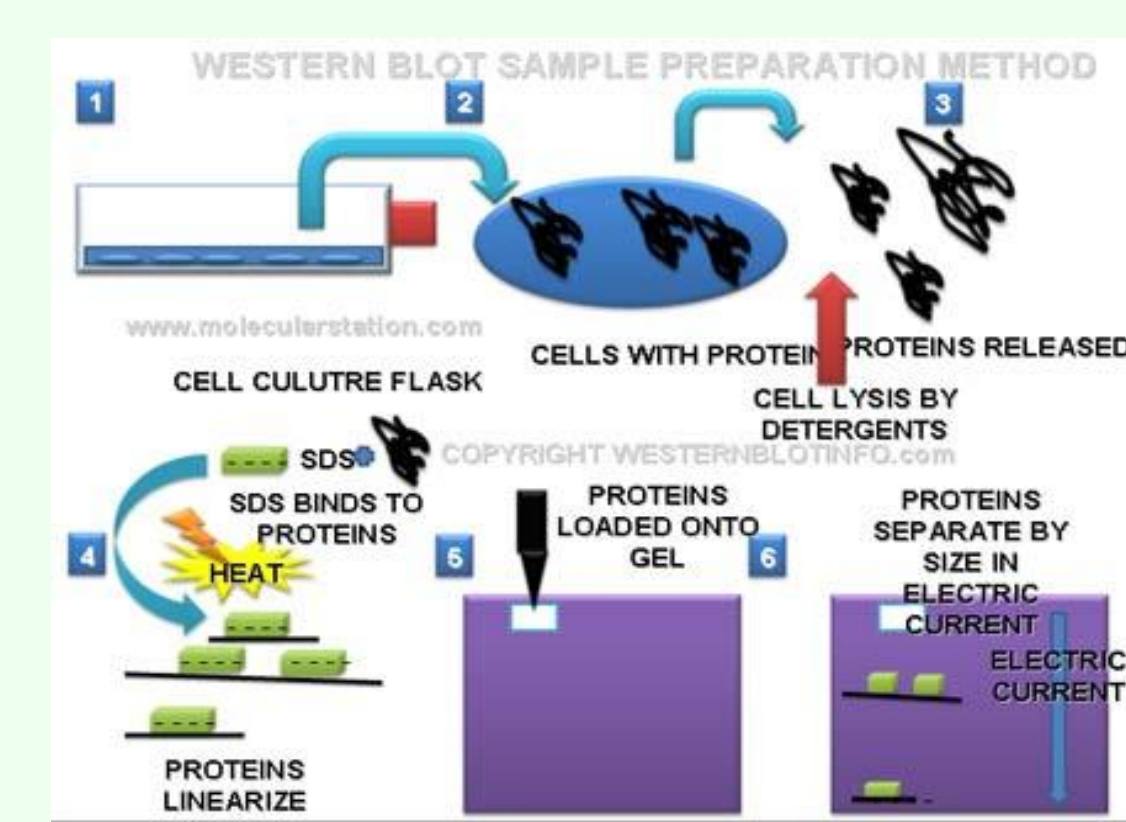 WESTERN BLOT SAMPLE PREPARATION METHOD
1
2
3
www.molecularstation.com
CELL CULUTRE FLASK
CELLS WITH PROTEIN
PROTEINS RELEASED
CELL LYSIS BY
DETERGENTS
COPYRIGHT WESTERNBLOTINFO.com
4
SDS
SDS BINDS TO
PROTEINS
HEAT
PROTEINS
LINEARIZE
5
PROTEINS
LOADED ONTO
GEL
6
PROTEINS
SEPARATE BY
SIZE IN
ELECTRIC
CURRENT
ELECTRIC
CURRENT